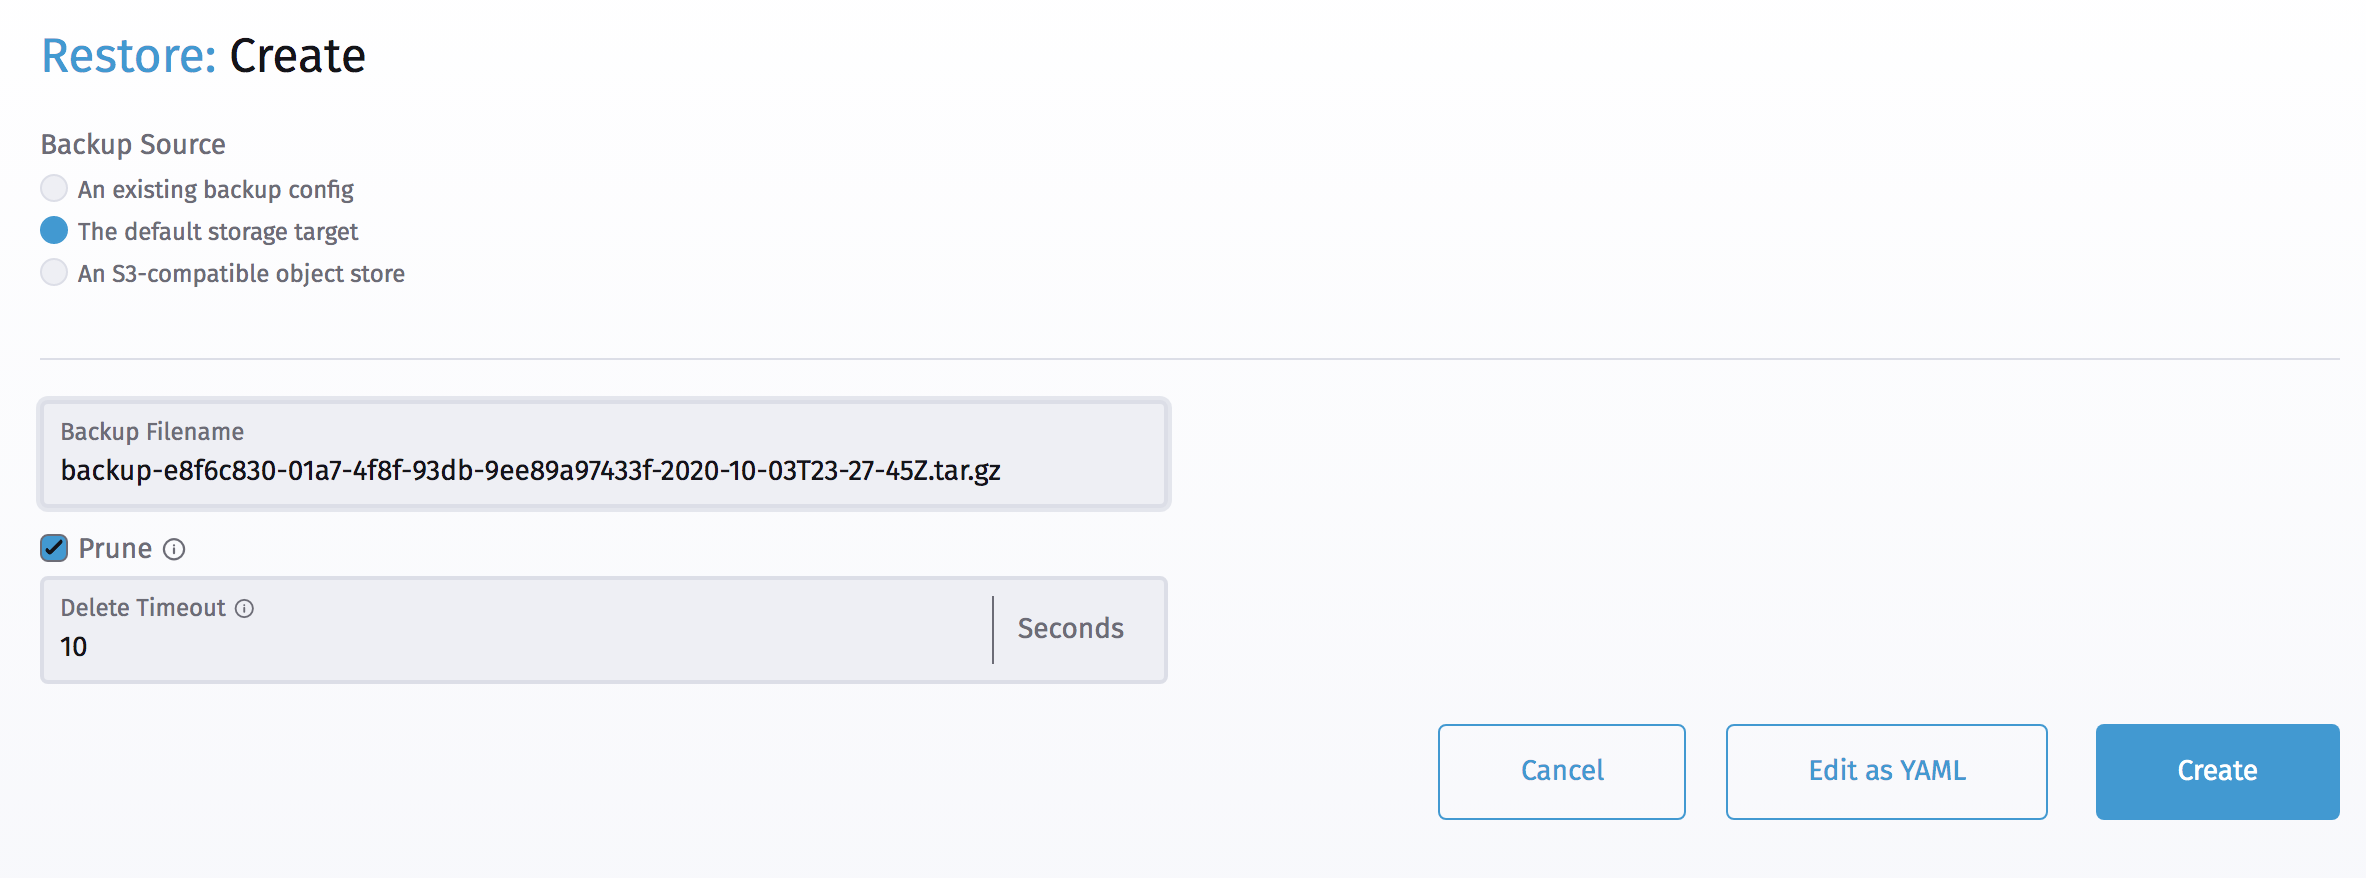 Restore: Create
Backup Source
An existing backup config
The default storage target
An S3-compatible object store
Backup Filename
backup-e8f6c830-01a7-4f8f-93db-9ee89a97433f-2020-10-03T23-27-45Z.tar.gz
Prune
Delete Timeout
10
Seconds
Cancel
Edit as YAML
Create